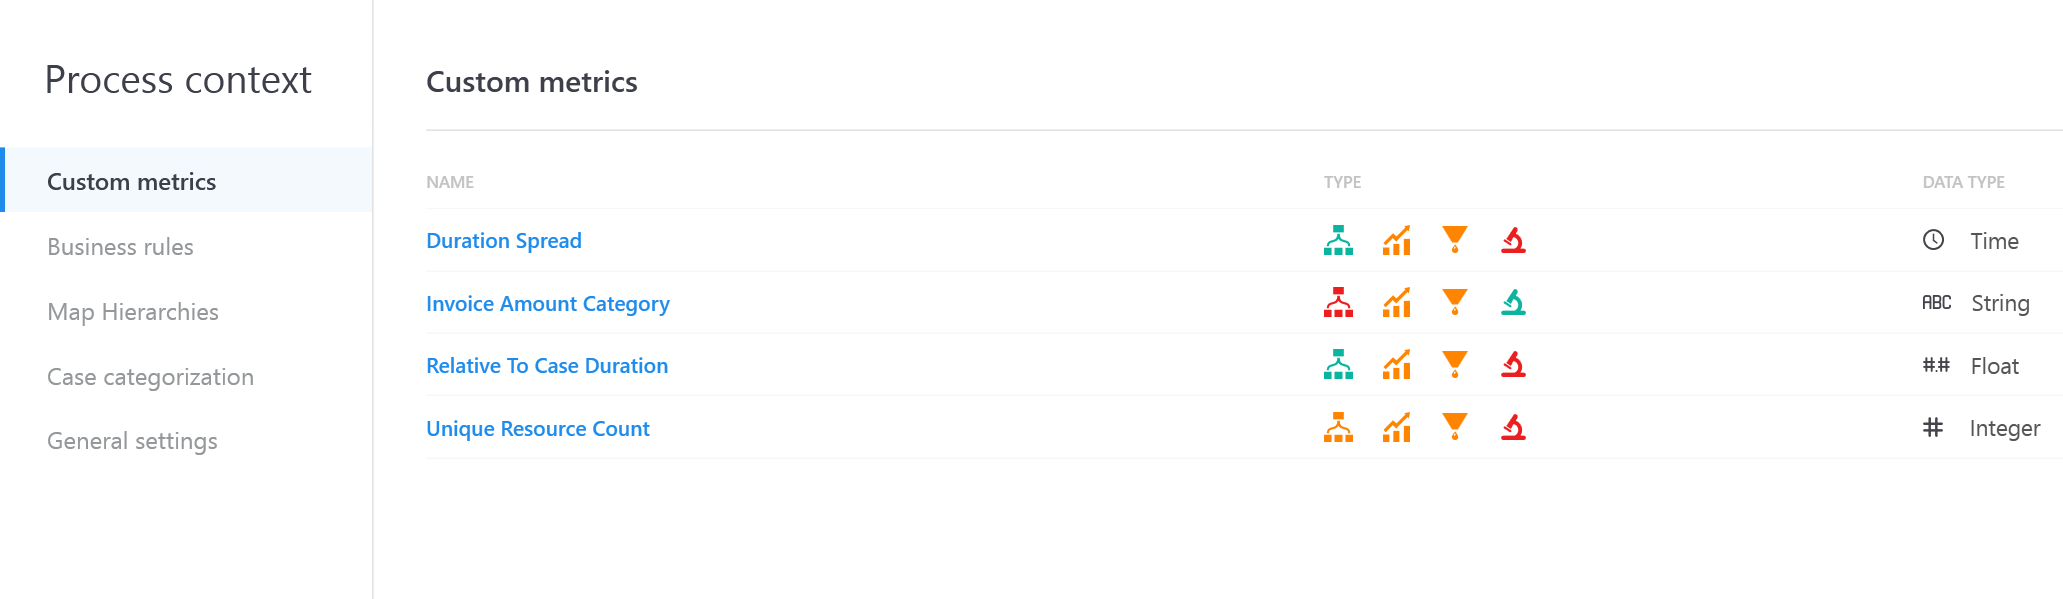 Process context
Custom metrics
Business rules
Map Hierarchies
Case categorization
General settings
Custom metrics
NAME TYPE DATA TYPE
Duration Spread Time
Invoice Amount Category ABC String
Relative To Case Duration #.# Float
Unique Resource Count # Integer